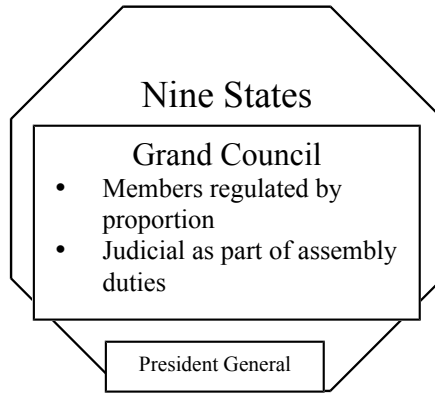 Nine States
Grand Council
• Members regulated by
proportion
• Judicial as part of assembly
duties
President General